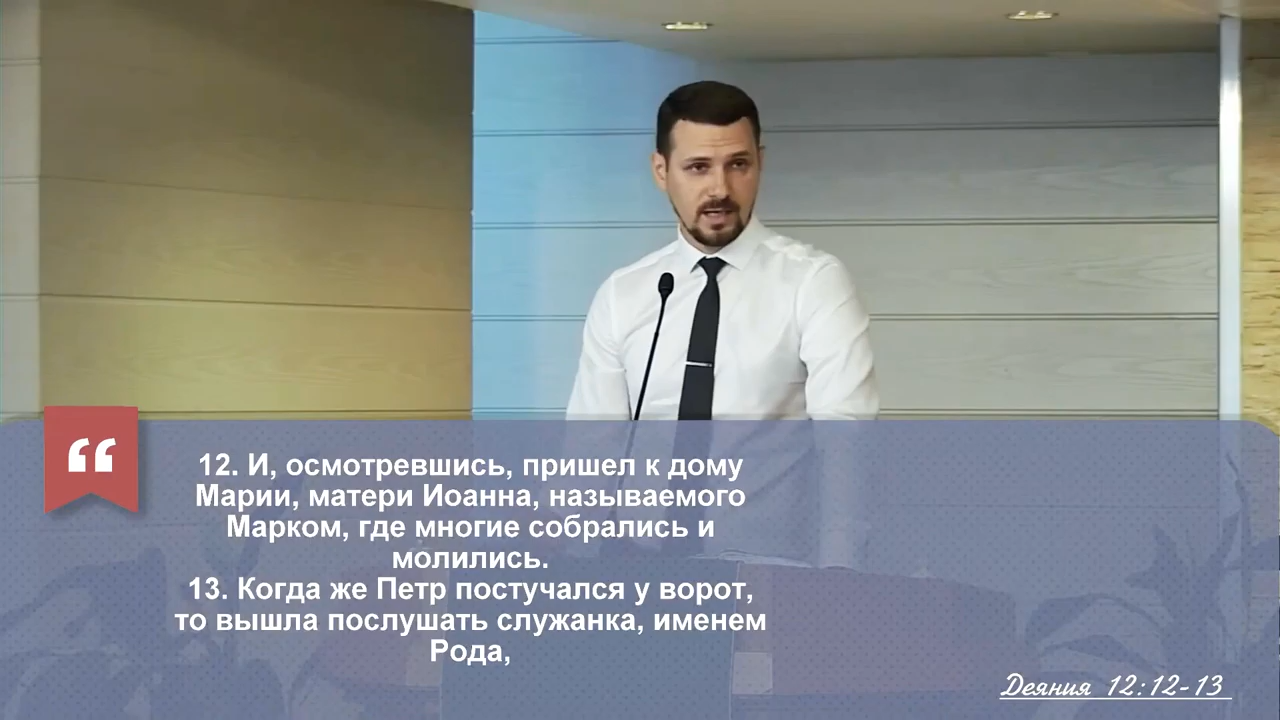 12. И, осмотревшись, пришел к дому
Марии, матери Иоанна, называемого
Марком, где многие собрались и
молились.
13. Когда же Петр постучался у ворот,
то вышла послушать служанка, именем
Рода,
Деяния 12:12-13